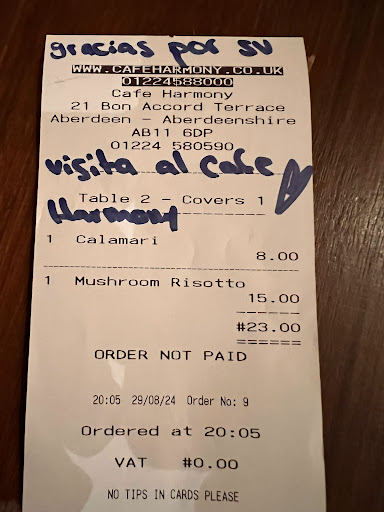 gracias por su
WWW.CAFEHARMONY.CO.UK
01224588000
Cafe Harmony
21 Bon Accord Terrace
Aberdeen - Aberdeenshire
AB11 6DP
01224 580590
visita al cafe
Table 2 - Covers 1
Harmony
1 Calamari
8.00
1 Mushroom Risotto
15.00
#23.00
ORDER NOT PAID
20:05 29/08/24 Order No: 9
Ordered at 20:05
VAT #0.00
NO TIPS IN CARDS PLEASE